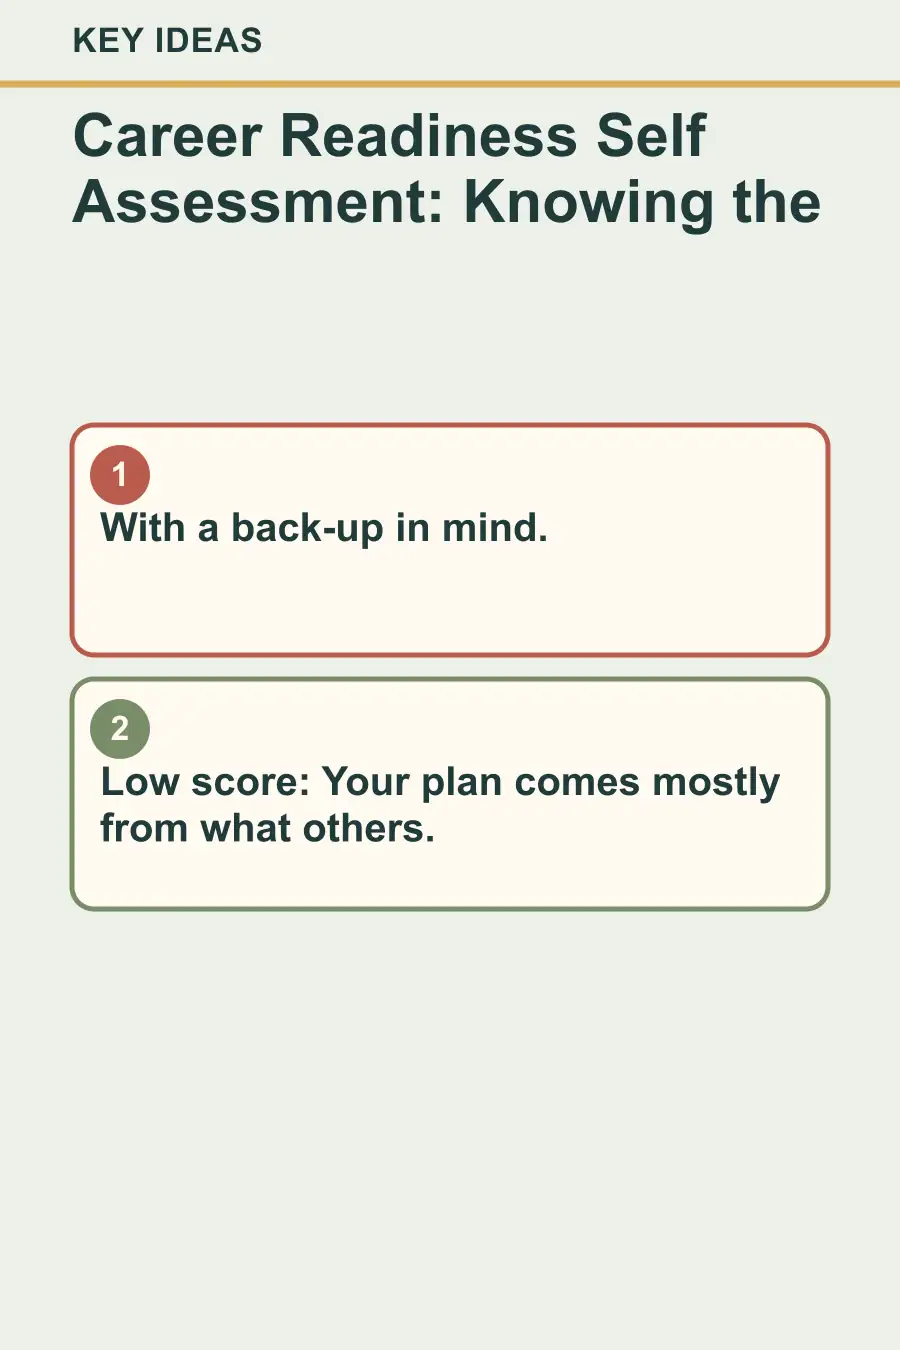 KEY IDEAS
Career Readiness Self
Assessment: Knowing the
1
With a back-up in mind.
2
Low score: Your plan comes mostly
from what others.